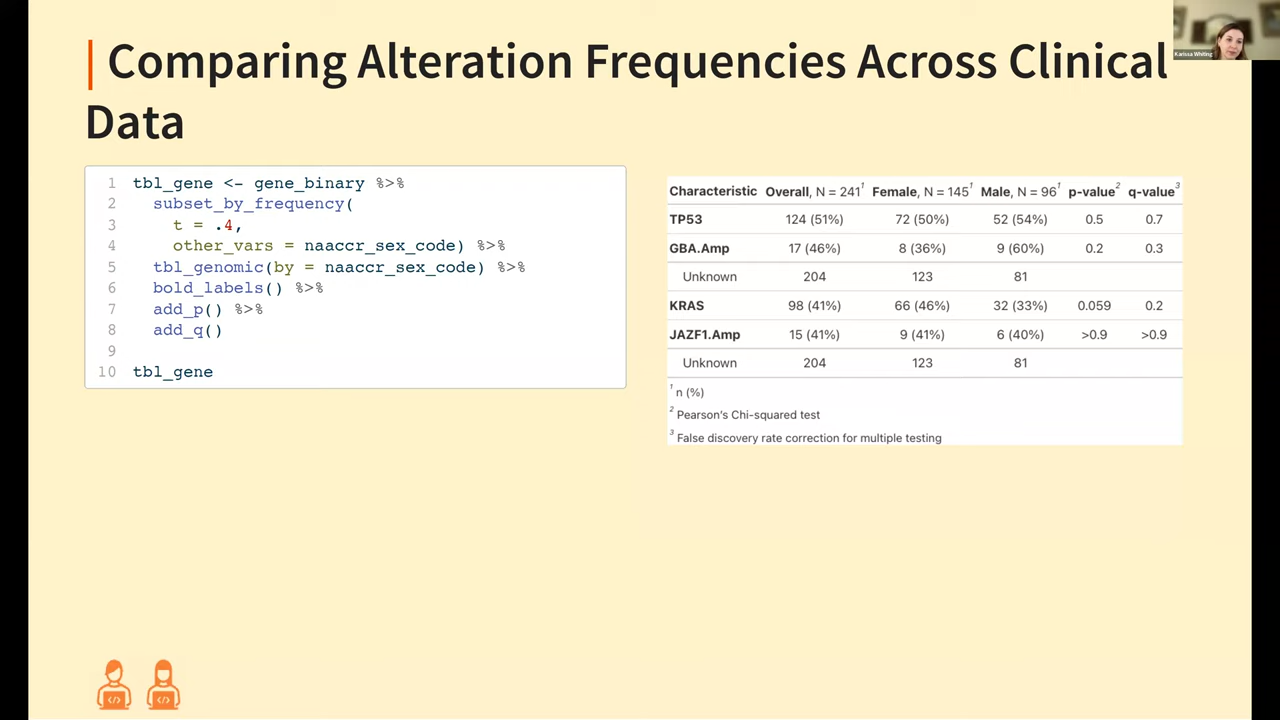 Comparing Alteration Frequencies Across Clinical
Data
Karissa Whiting
1 tbl_gene <- gene_binary %>%
2 subset_by_frequency(
3 t = .4,
4 other_vars = naaccr_sex_code) %>%
5 tbl_genomic(by = naaccr_sex_code) %>%
6 bold_labels() %>%
7 add_p() %>%
8 add_q()
9
10 tbl_gene
Characteristic Overall, N = 241¹ Female, N = 145¹ Male, N = 96¹ p-value² q-value³
TP53 124 (51%) 72 (50%) 52 (54%) 0.5 0.7
GBA.Amp 17 (46%) 8 (36%) 9 (60%) 0.2 0.3
Unknown 204 123 81
KRAS 98 (41%) 66 (46%) 32 (33%) 0.059 0.2
JAZF1.Amp 15 (41%) 9 (41%) 6 (40%) >0.9 >0.9
Unknown 204 123 81
¹ n (%)
² Pearson's Chi-squared test
³ False discovery rate correction for multiple testing